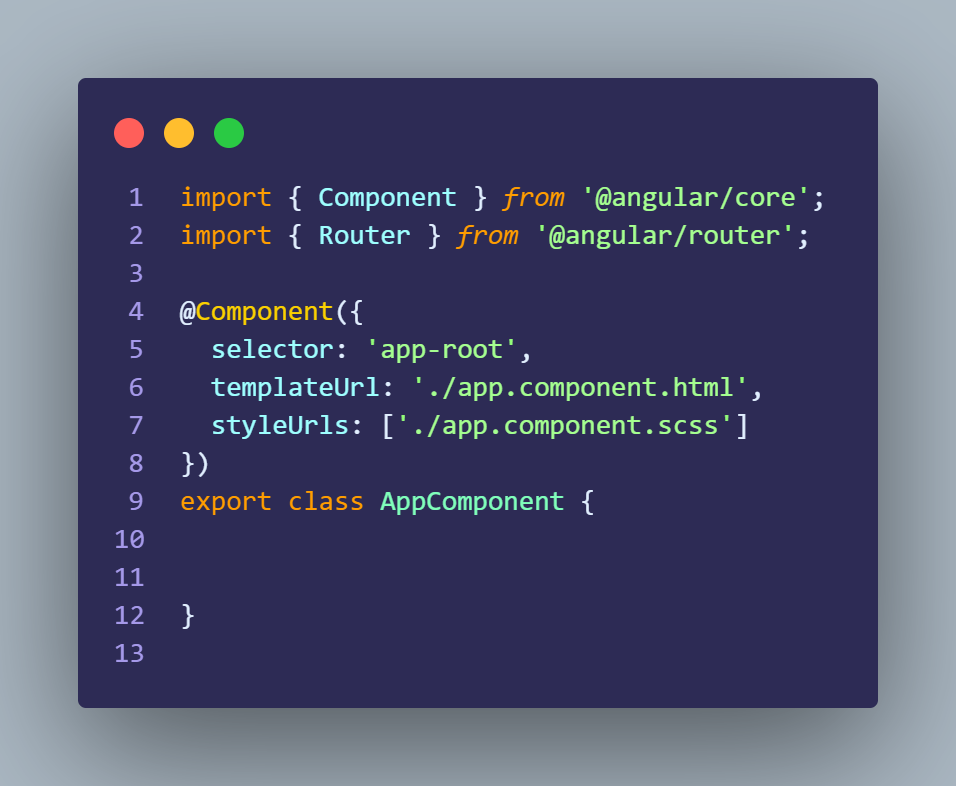 1 import { Component } from '@angular/core';
2 import { Router } from '@angular/router';
3
4 @Component({
5   selector: 'app-root',
6   templateUrl: './app.component.html',
7   styleUrls: ['./app.component.scss']
8 })
9 export class AppComponent {
10
11
12 }
13